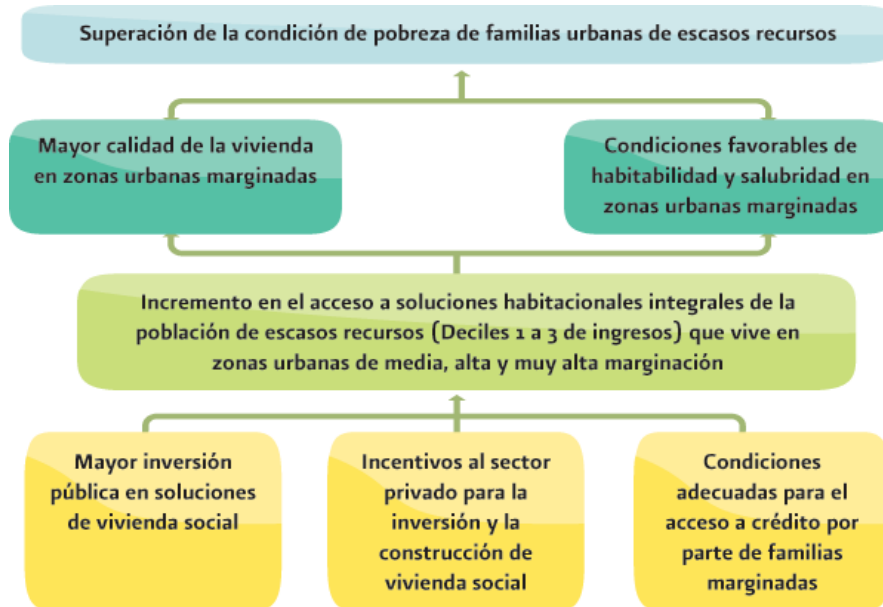 Superación de la condición de pobreza de familias urbanas de escasos recursos
Mayor calidad de la vivienda
en zonas urbanas marginadas
Condiciones favorables de
habitabilidad y salubridad en
zonas urbanas marginadas
Incremento en el acceso a soluciones habitacionales integrales de la
población de escasos recursos (Deciles 1 a 3 de ingresos) que vive en
zonas urbanas de media, alta y muy alta marginación
Mayor inversión
pública en soluciones
de vivienda social
Incentivos al sector
privado para la
inversión y la
construcción de
vivienda social
Condiciones
adecuadas para el
acceso a crédito por
parte de familias
marginadas